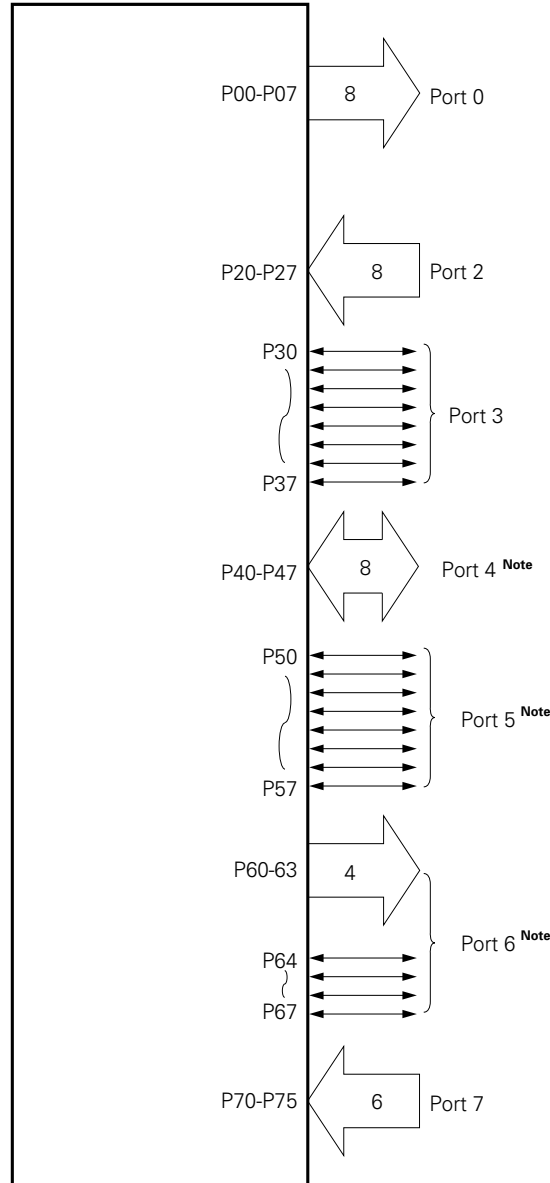 P00-P07 8 Port 0
P20-P27 8 Port 2
P30
Port 3
P37
P40-P47 8 Port 4 Note
P50
Port 5 Note
P57
P60-63 4
Port 6 Note
P64
P67
P70-P75 6 Port 7